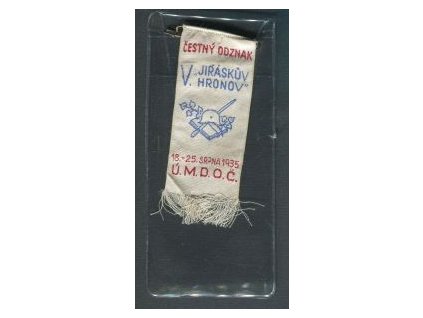 ČESTNÝ ODZNAK
V. „JIRÁSKŮV
HRONOV"
18.-25. SRPNA 1935
Ú.M.D.O.Č.